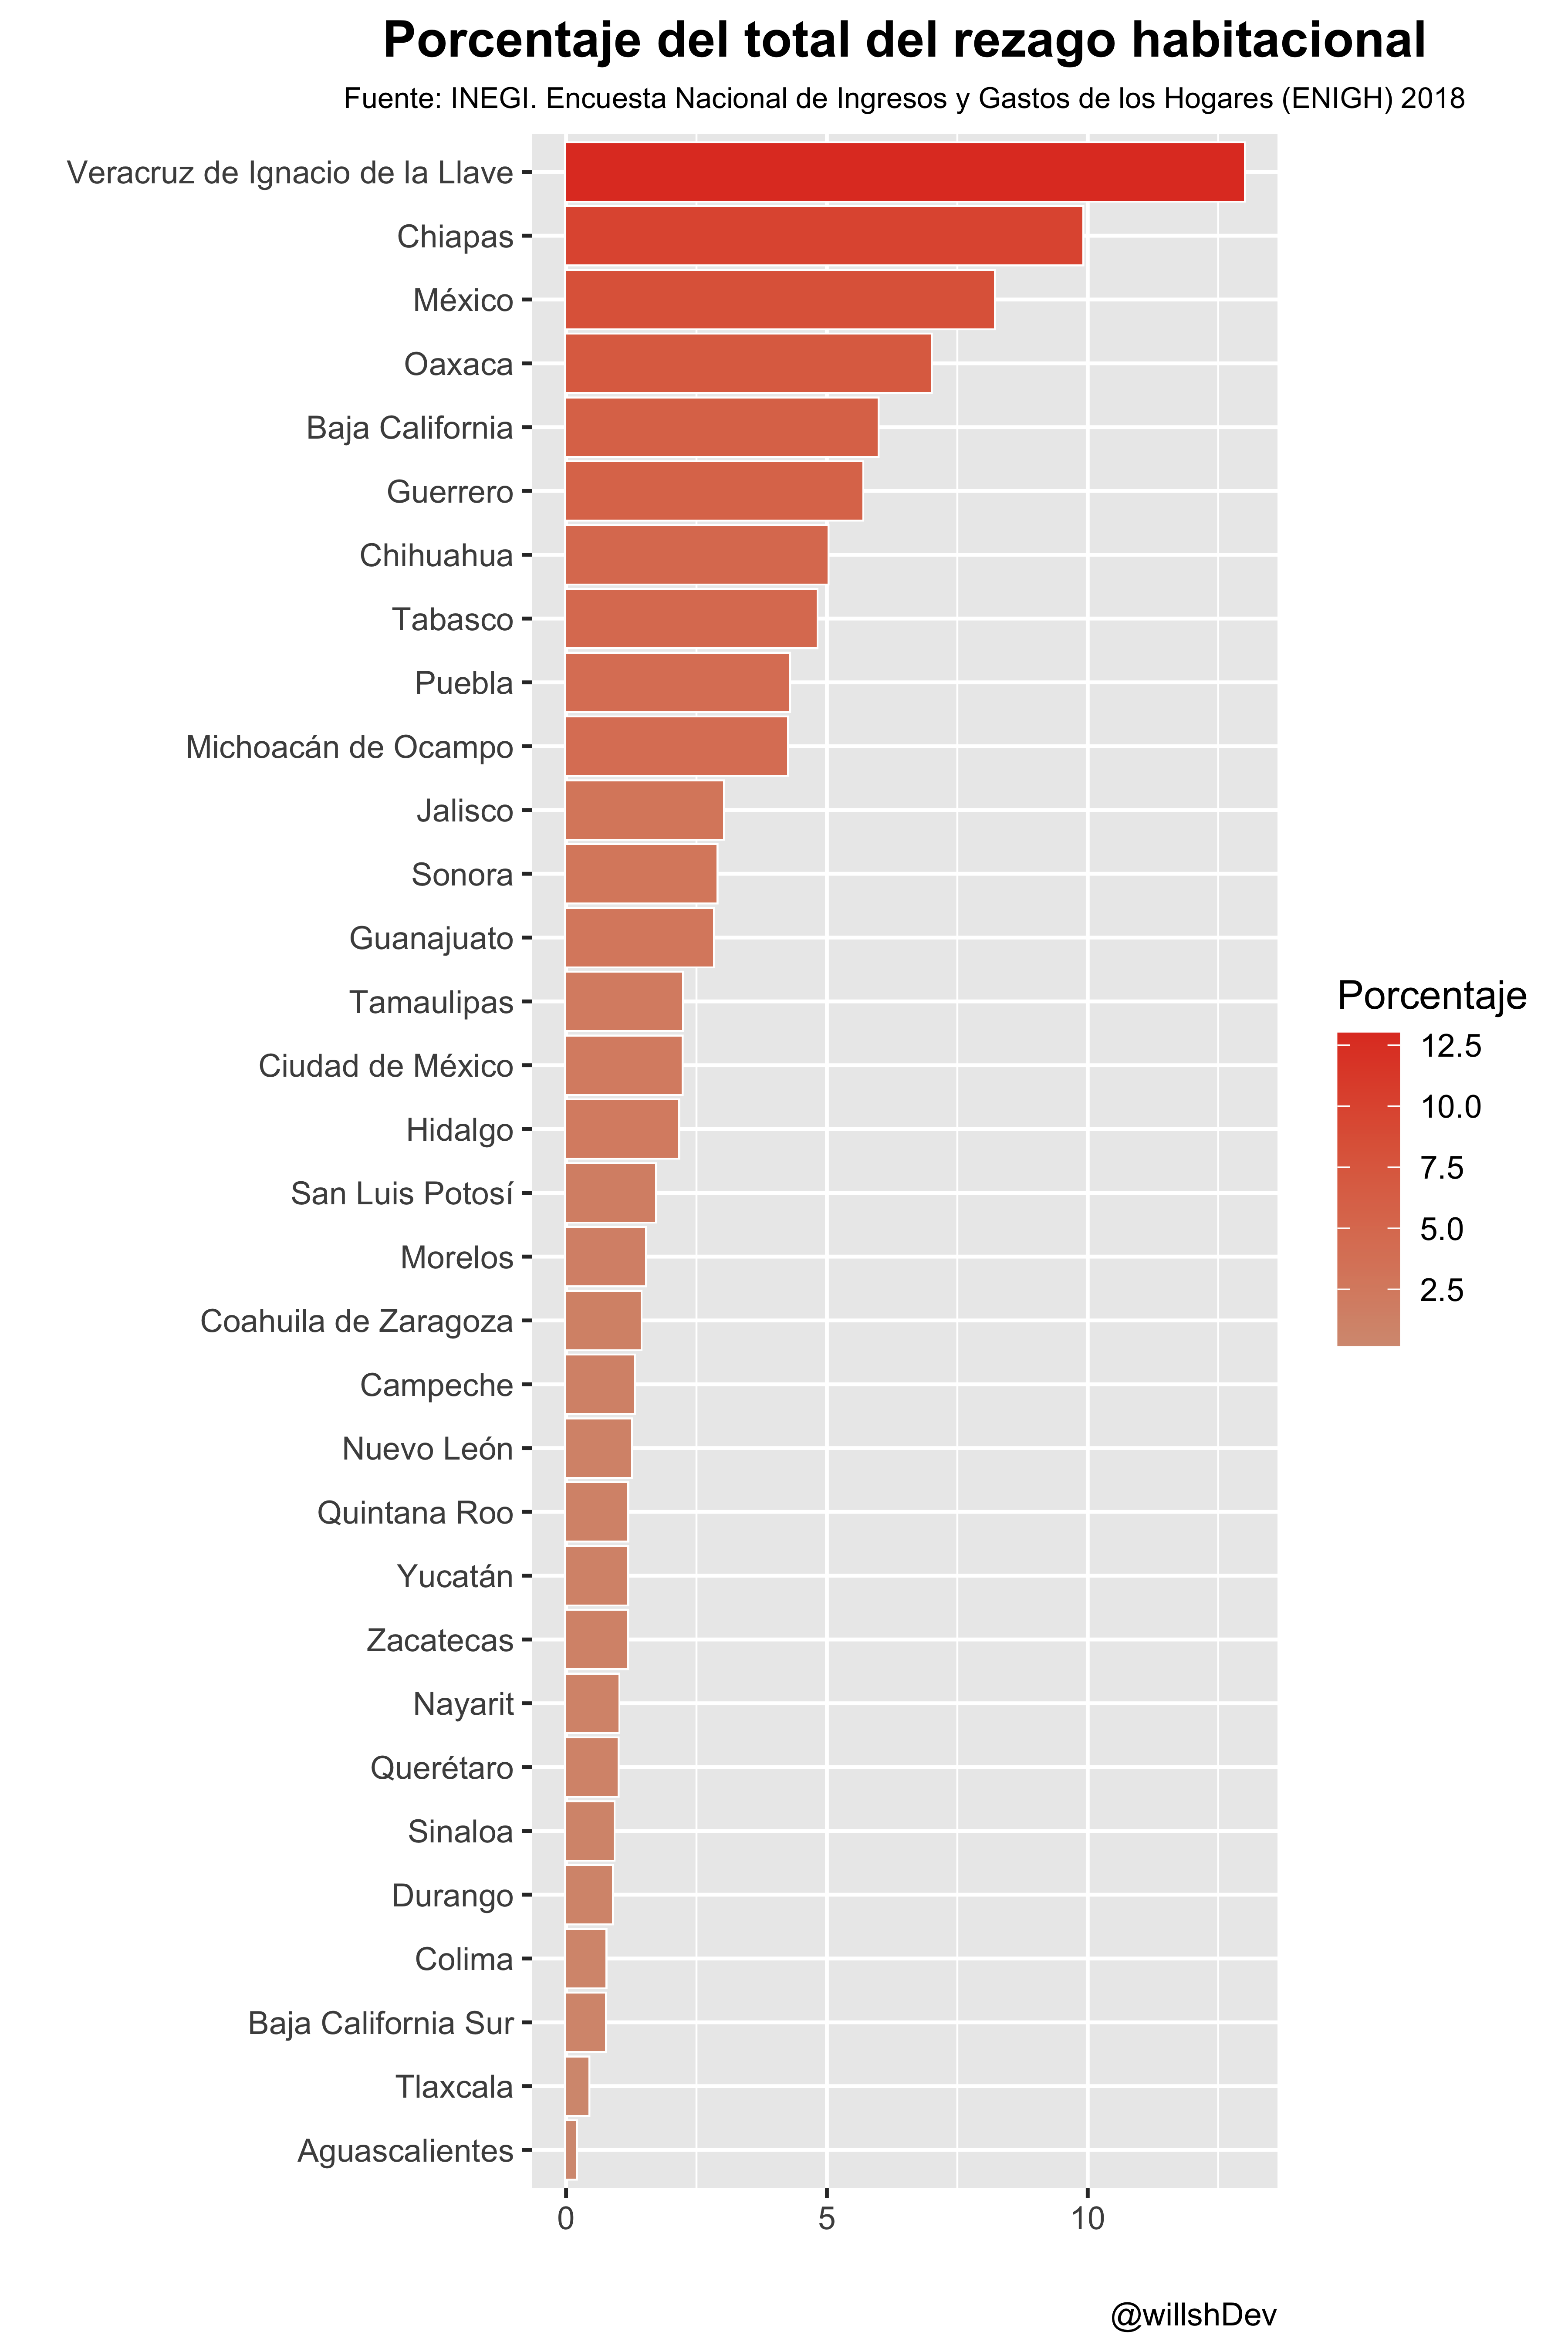 Porcentaje del total del rezago habitacional
Fuente: INEGI. Encuesta Nacional de Ingresos y Gastos de los Hogares (ENIGH) 2018
Veracruz de Ignacio de la Llave
Chiapas
México
Oaxaca
Baja California
Guerrero
Chihuahua
Tabasco
Puebla
Michoacán de Ocampo
Jalisco
Sonora
Guanajuato
Tamaulipas
Ciudad de México
Hidalgo
San Luis Potosí
Morelos
Coahuila de Zaragoza
Campeche
Nuevo León
Quintana Roo
Yucatán
Zacatecas
Nayarit
Querétaro
Sinaloa
Durango
Colima
Baja California Sur
Tlaxcala
Aguascalientes
0 5 10
Porcentaje
12.5
10.0
7.5
5.0
2.5
@willshDev